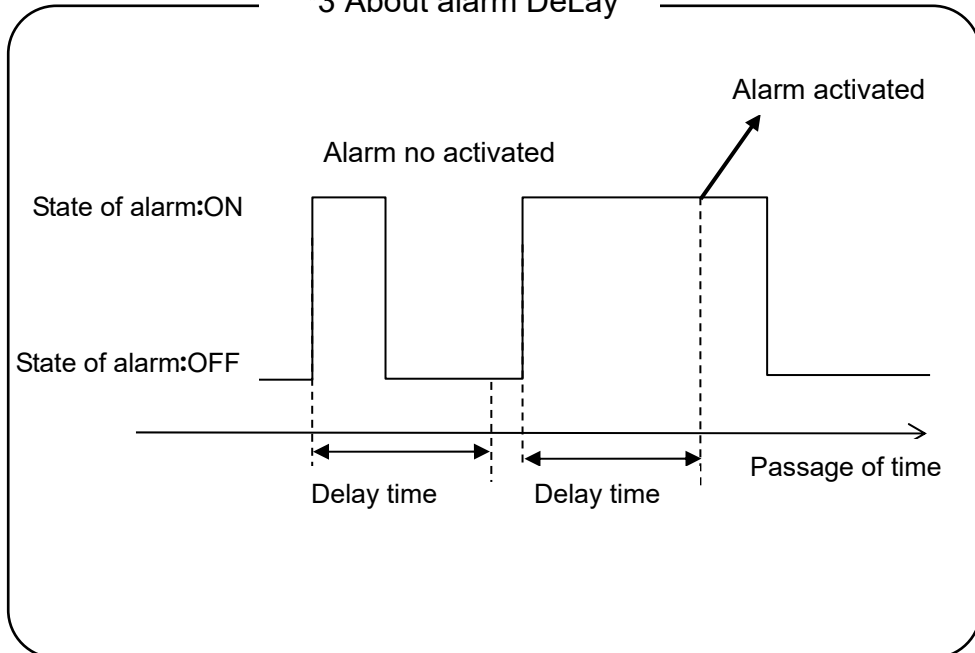 3 About alarm DeLay
Alarm activated
Alarm no activated
State of alarm:ON
State of alarm:OFF
Passage of time
Delay time
Delay time